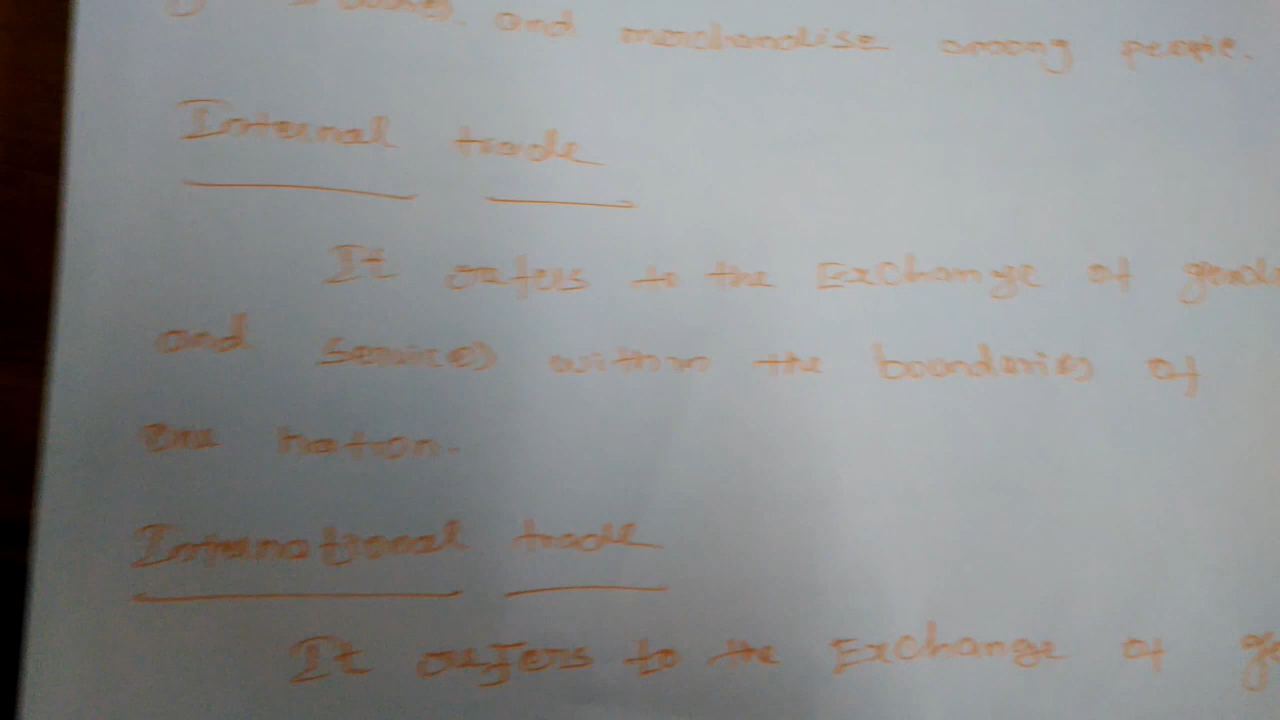 and merchandise among people.
Internal trade
It refers to the Exchange of goods
and services within the boundaries of
one nation.
International trade
It refers to the Exchange of